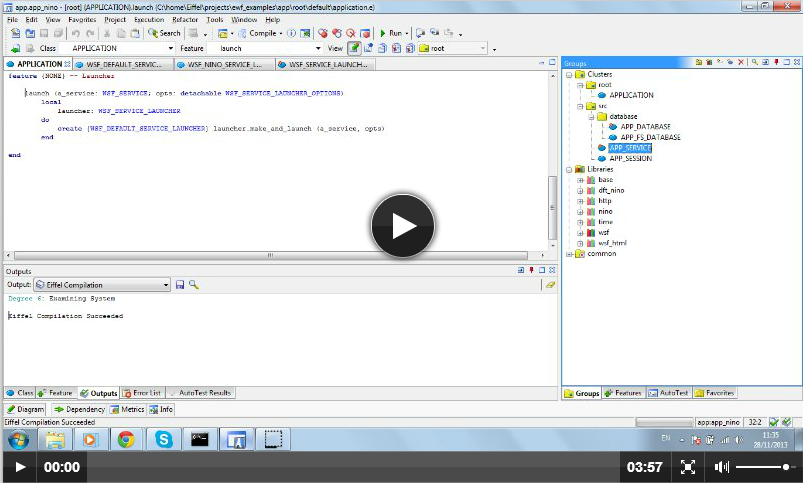 app.app_nino - [root] (APPLICATION).launch (C:\home\Eiffel\projects\ewf_examples\app\root\default\application.e)
File Edit View Favorites Project Execution Refactor Tools Window Help
Search Compile Run
Class APPLICATION Feature launch View root
APPLICATION WSF_DEFAULT_SERVIC... WSF_NINO_SERVICE_L... WSF_SERVICE_LAUNCH...
feature {NONE} -- Launcher
launch (a_service: WSF_SERVICE; opts: detachable WSF_SERVICE_LAUNCHER_OPTIONS)
local
launcher: WSF_SERVICE_LAUNCHER
do
create {WSF_DEFAULT_SERVICE_LAUNCHER} launcher.make_and_launch (a_service, opts)
end
end
Outputs
Output: Eiffel Compilation
Degree 6: Examining System
Eiffel Compilation Succeeded
Class Feature Outputs Error List AutoTest Results
Diagram Dependency Metrics Info
Eiffel Compilation Succeeded
Groups
Clusters
root
APPLICATION
src
database
APP_DATABASE
APP_FS_DATABASE
APP_SERVICE
APP_SESSION
Libraries
base
dft_nino
http
nino
time
wsf
wsf_html
common
Groups Features AutoTest Favorites
app:app_nino 32:2
EN 11:35
28/11/2013
00:00 03:57